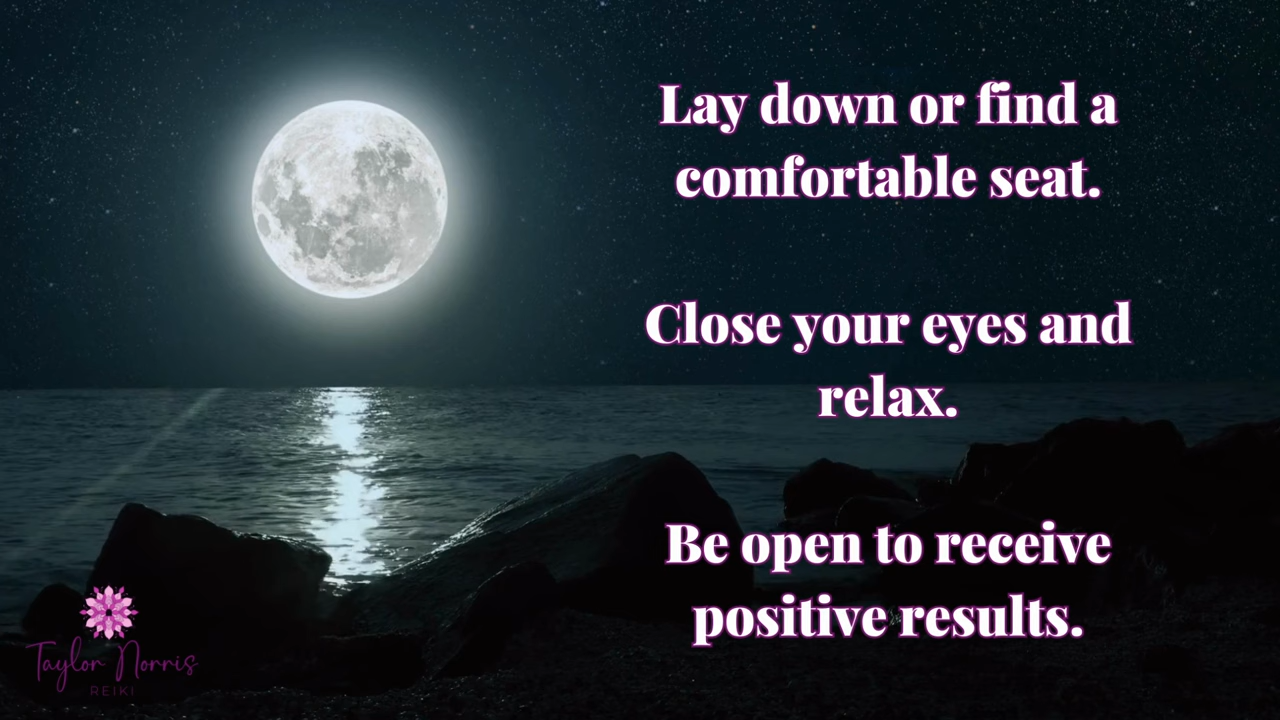 Lay down or find a
comfortable seat.
Close your eyes and
relax.
Be open to receive
positive results.
Taylor Norris
REIKI